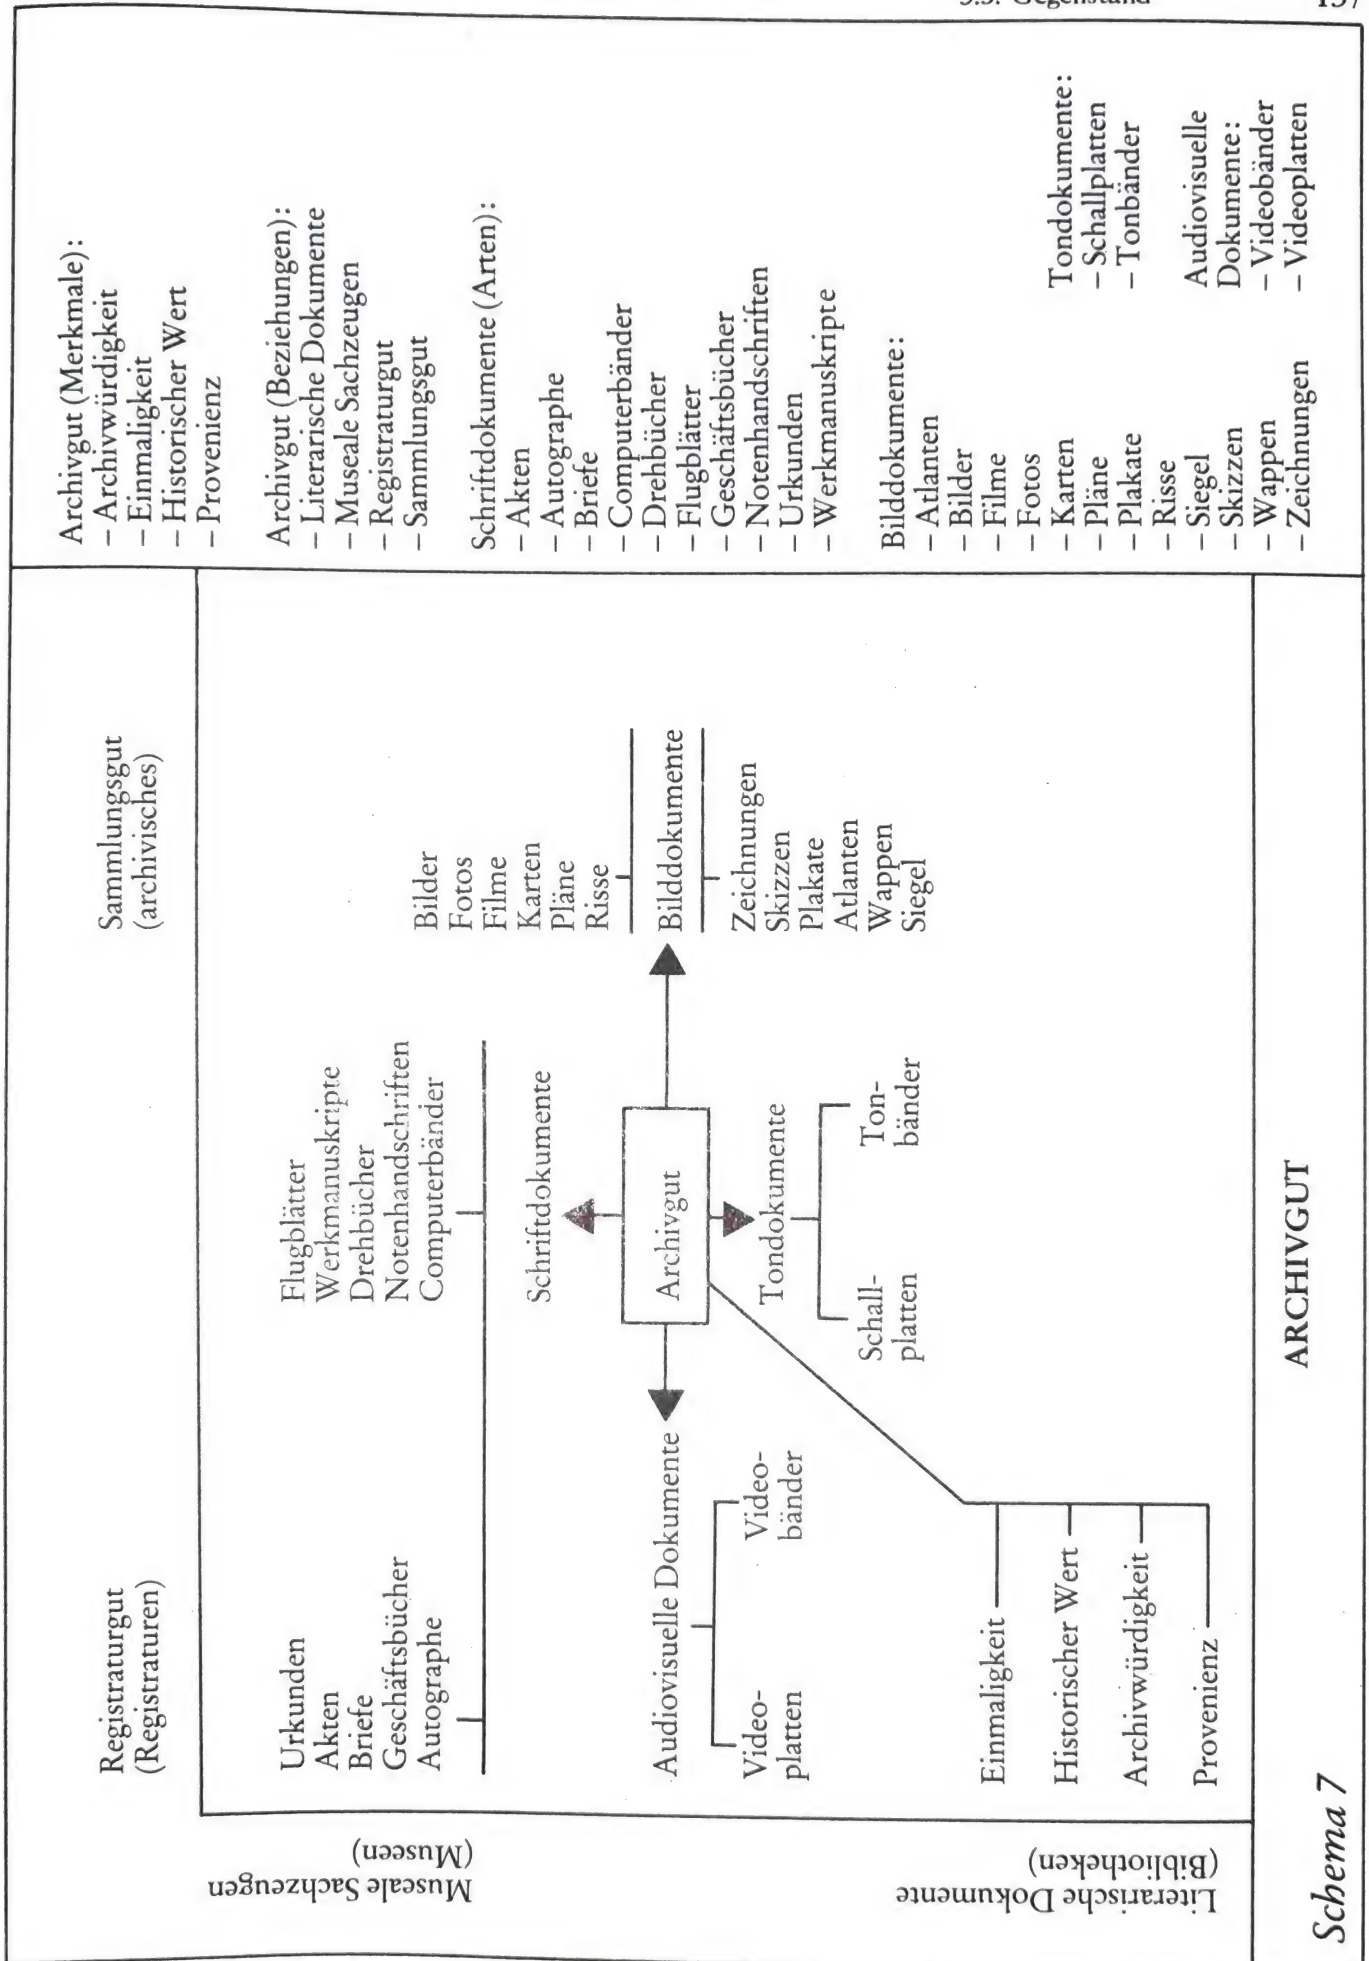 Registraturgut
(Registraturen)
Sammlungsgut
(archivisches)
Museale Sachzeugen
(Museen)
Literarische Dokumente
(Bibliotheken)
Urkunden
Akten
Briefe
Geschäftsbücher
Autographe
Flugblätter
Werkmanuskripte
Drehbücher
Notenhandschriften
Computerbänder
Schriftdokumente
Bilder
Fotos
Filme
Karten
Pläne
Risse
Bilddokumente
Zeichnungen
Skizzen
Plakate
Atlanten
Wappen
Siegel
Archivgut
Audiovisuelle Dokumente
Video-
platten
Video-
bänder
Tondokumente
Schall-
platten
Ton-
bänder
Einmaligkeit
Historischer Wert
Archivwürdigkeit
Provenienz
Archivgut (Merkmale):
– Archivwürdigkeit
– Einmaligkeit
– Historischer Wert
– Provenienz
Archivgut (Beziehungen):
– Literarische Dokumente
– Museale Sachzeugen
– Registraturgut
– Sammlungsgut
Schriftdokumente (Arten):
– Akten
– Autographe
– Briefe
– Computerbänder
– Drehbücher
– Flugblätter
– Geschäftsbücher
– Notenhandschriften
– Urkunden
– Werkmanuskripte
Bilddokumente:
– Atlanten
– Bilder
– Filme
– Fotos
– Karten
– Pläne
– Plakate
– Risse
– Siegel
– Skizzen
– Wappen
– Zeichnungen
Tondokumente:
– Schallplatten
– Tonbänder
Audiovisuelle
Dokumente:
– Videobänder
– Videoplatten
Schema 7
ARCHIVGUT